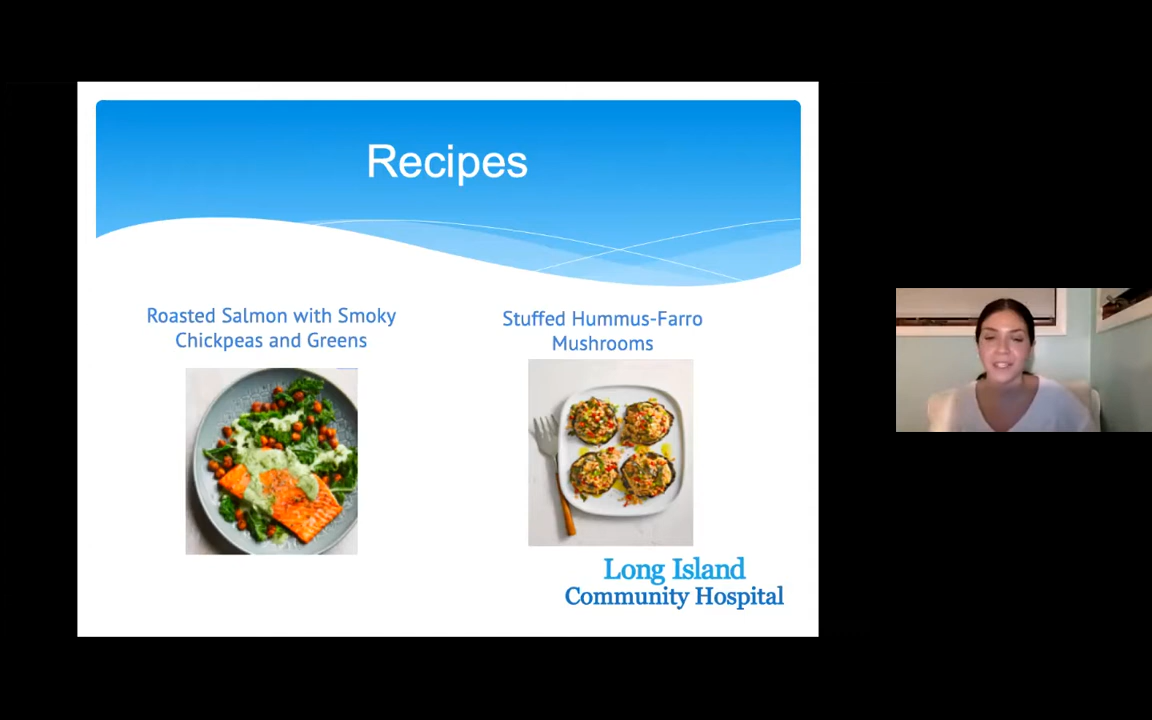 Recipes
Roasted Salmon with Smoky
Chickpeas and Greens
Stuffed Hummus-Farro
Mushrooms
Long Island
Community Hospital